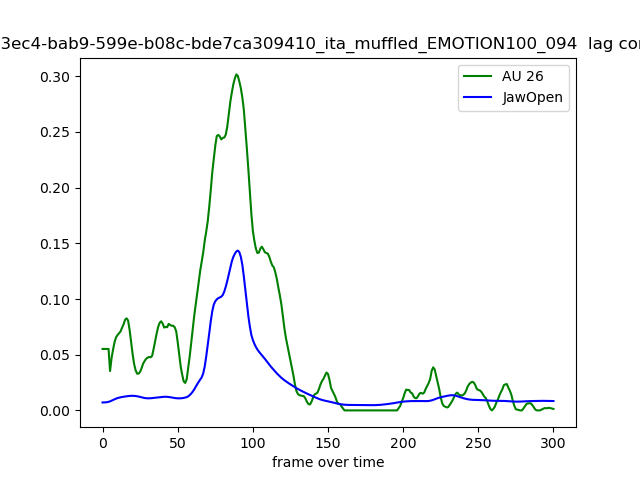 3ec4-bab9-599e-b08c-bde7ca309410_ita_muffled_EMOTION100_094 lag cor
AU 26
JawOpen
0.30
0.25
0.20
0.15
0.10
0.05
0.00
0 50 100 150 200 250 300
frame over time